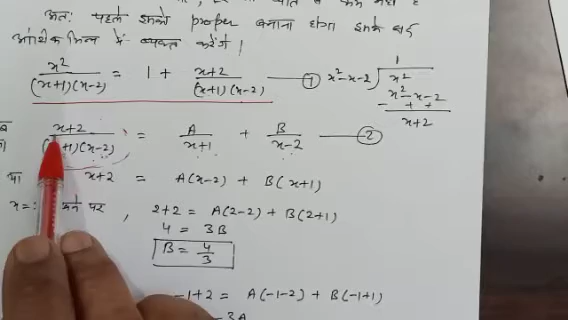 अतः पहले इसको proper बनाना होगा इसके बाद
आंशिक भिन्न में व्यक्त करेंगे।
x²/((x+1)(x-2)) = 1 + (x+2)/((x+1)(x-2)) —①
x²-x-2) x² (1
x²-x-2
- + +
x+2
x+2/((x+1)(x-2)) = A/(x+1) + B/(x-2) —②
या x+2 = A(x-2) + B(x+1)
x= रखने पर, 2+2 = A(2-2) + B(2+1)
4 = 3B
B = 4/3
-1+2 = A(-1-2) + B(-1+1)
-3A